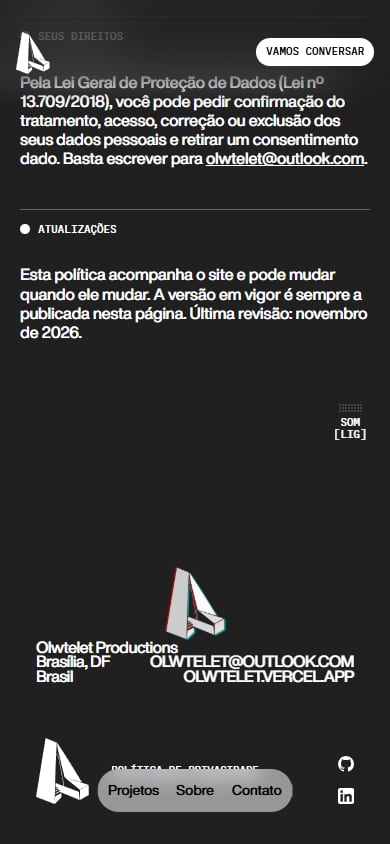 SEUS DIREITOS
VAMOS CONVERSAR
Pela Lei Geral de Proteção de Dados (Lei nº
13.709/2018), você pode pedir confirmação do
tratamento, acesso, correção ou exclusão dos
seus dados pessoais e retirar um consentimento
dado. Basta escrever para olwtelet@outlook.com.
ATUALIZAÇÕES
Esta política acompanha o site e pode mudar
quando ele mudar. A versão em vigor é sempre a
publicada nesta página. Última revisão: novembro
de 2026.
SOM
[LIG]
Olwtelet Productions
Brasília, DF
Brasil
OLWTELET@OUTLOOK.COM
OLWTELET.VERCEL.APP
POLÍTICA DE PRIVACIDADE
Projetos Sobre Contato